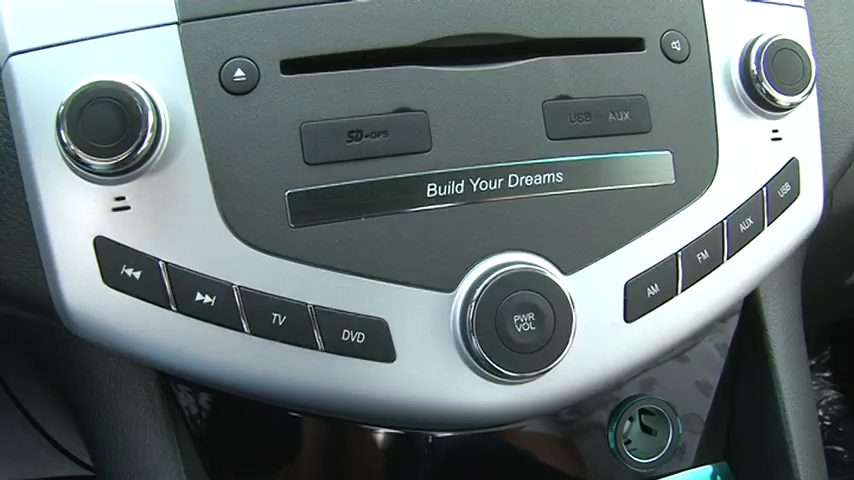 SD•GPS
USB AUX
Build Your Dreams
TV
DVD
PWR
VOL
AM
FM
AUX
USB